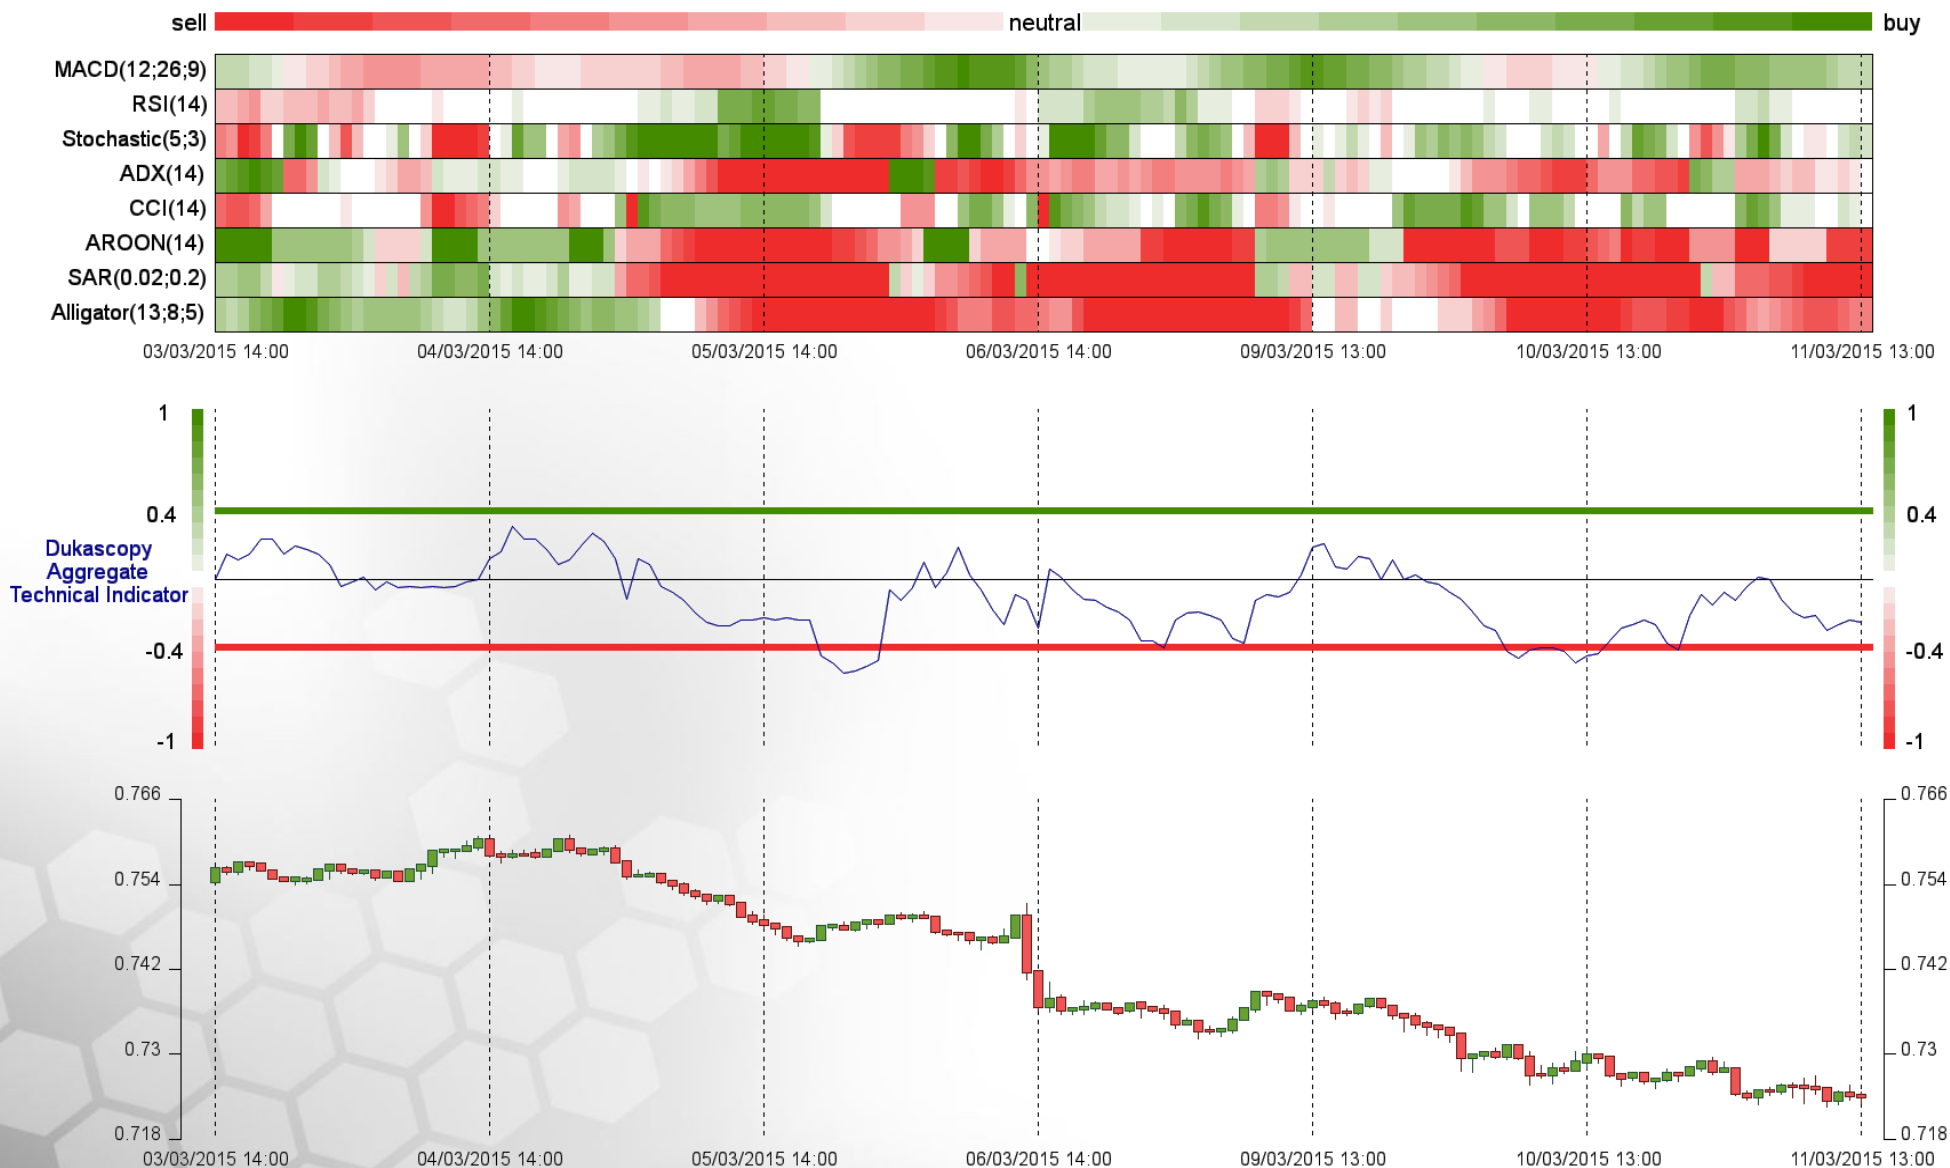 sell neutral buy
MACD(12;26;9)
RSI(14)
Stochastic(5;3)
ADX(14)
CCI(14)
AROON(14)
SAR(0.02;0.2)
Alligator(13;8;5)
03/03/2015 14:00 04/03/2015 14:00 05/03/2015 14:00 06/03/2015 14:00 09/03/2015 13:00 10/03/2015 13:00 11/03/2015 13:00
1 1
0.4 0.4
Dukascopy
Aggregate
Technical Indicator
-0.4 -0.4
-1 -1
0.766 0.766
0.754 0.754
0.742 0.742
0.73 0.73
0.718 0.718
03/03/2015 14:00 04/03/2015 14:00 05/03/2015 14:00 06/03/2015 14:00 09/03/2015 13:00 10/03/2015 13:00 11/03/2015 13:00